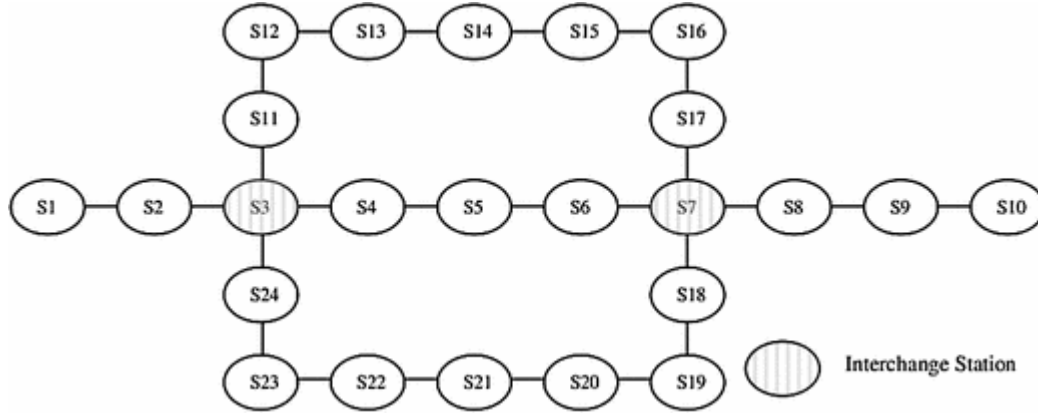 S12 S13 S14 S15 S16
S11 S17
S1 S2 S3 S4 S5 S6 S7 S8 S9 S10
S24 S18
S23 S22 S21 S20 S19
Interchange Station